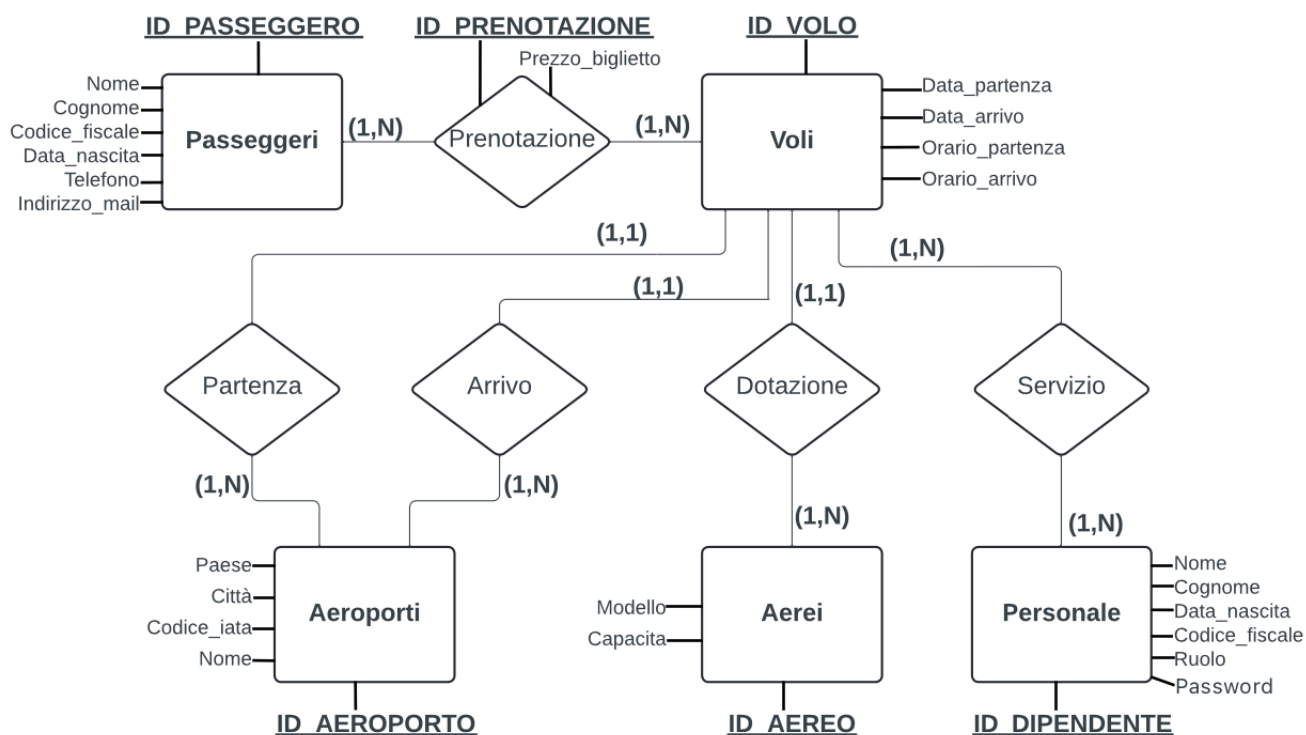 ID_PASSEGGERO
ID_PRENOTAZIONE
ID_VOLO
Prezzo_biglietto
Nome
Cognome
Codice_fiscale
Data_nascita
Telefono
Indirizzo_mail
Passeggeri
(1,N)
Prenotazione
(1,N)
Voli
Data_partenza
Data_arrivo
Orario_partenza
Orario_arrivo
(1,1)
(1,1)
(1,1)
(1,N)
Partenza
Arrivo
Dotazione
Servizio
(1,N)
(1,N)
(1,N)
(1,N)
Paese
Città
Codice_iata
Nome
Aeroporti
Modello
Capacita
Aerei
Personale
Nome
Cognome
Data_nascita
Codice_fiscale
Ruolo
Password
ID_AEROPORTO
ID_AEREO
ID_DIPENDENTE